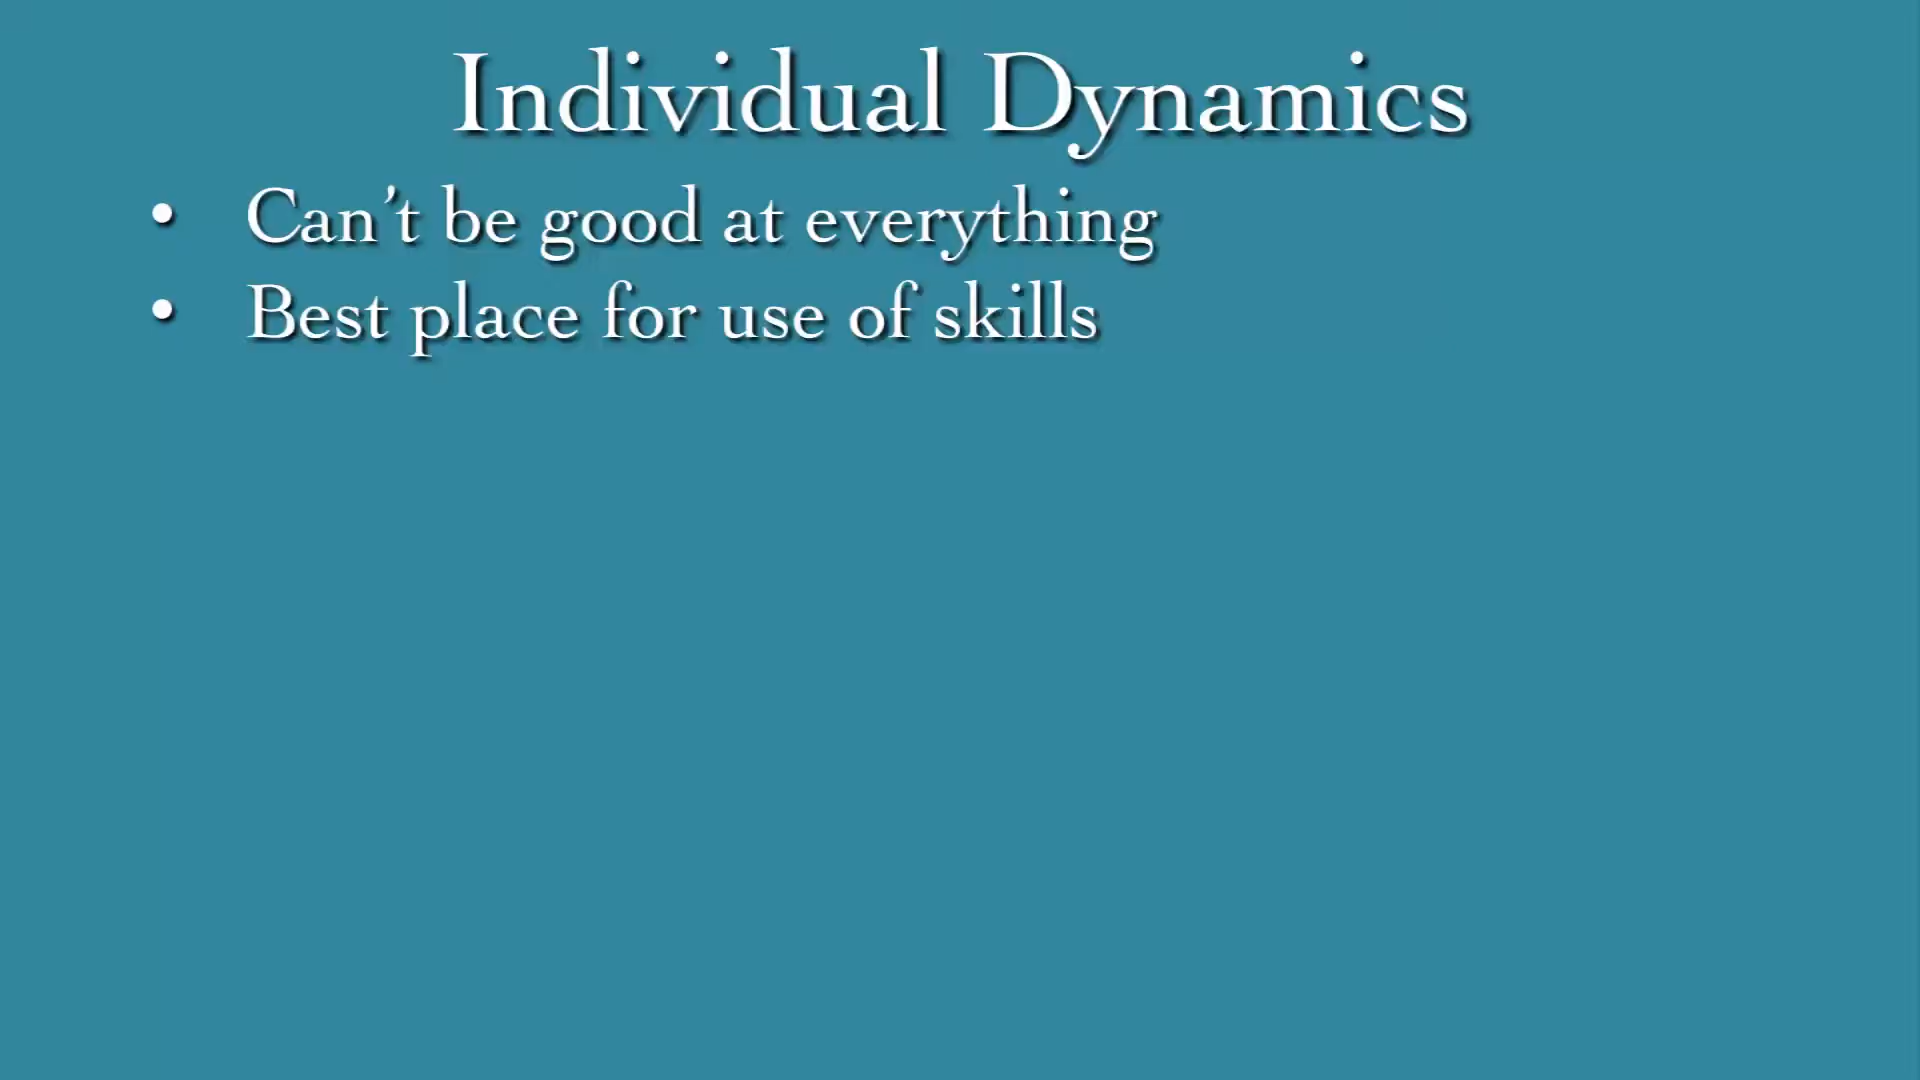 Individual Dynamics
• Can’t be good at everything
• Best place for use of skills